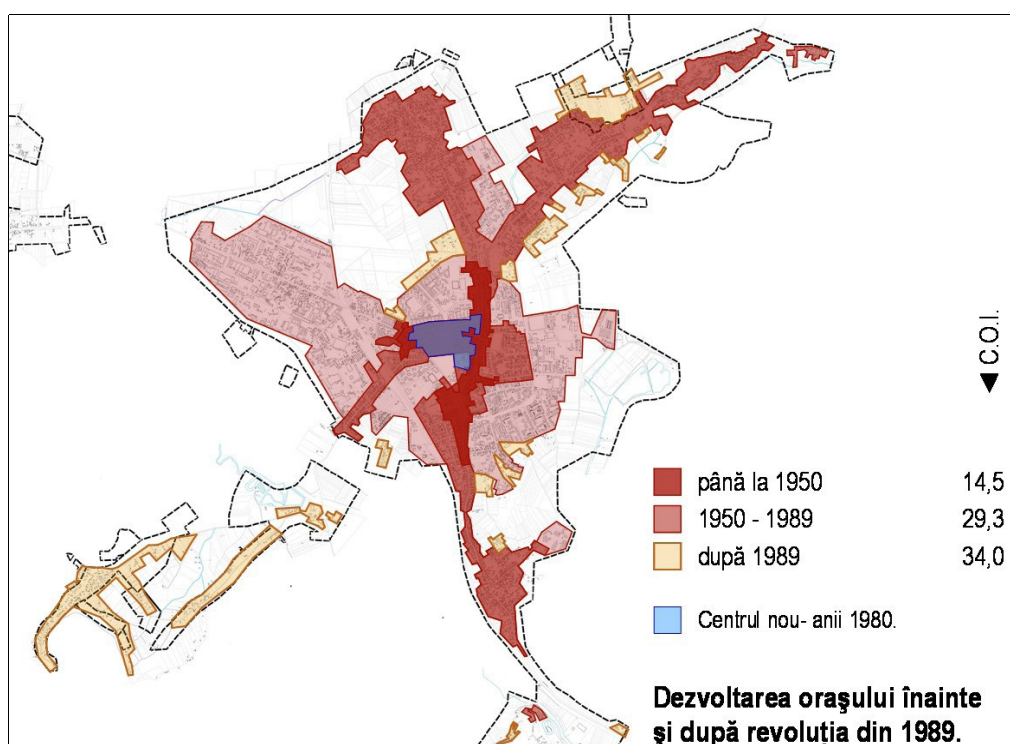 ◄ C.O.I.
până la 1950 14,5
1950 - 1989 29,3
după 1989 34,0
Centrul nou- anii 1980.
Dezvoltarea oraşului înainte
şi după revoluţia din 1989.